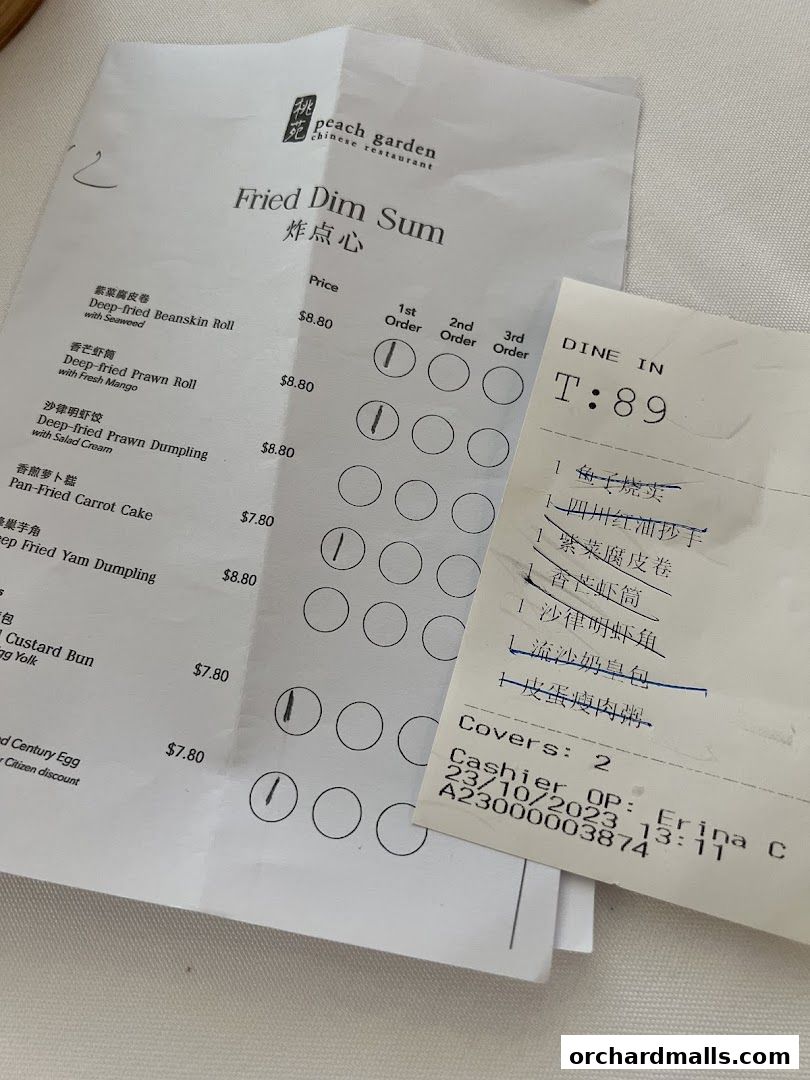 桃苑
peach garden
chinese restaurant
2
Fried Dim Sum
炸点心
Price
1st Order
2nd Order
3rd Order
紫菜腐皮卷
Deep-fried Beanskin Roll
with Seaweed
$8.80
香芒虾筒
Deep-fried Prawn Roll
with Fresh Mango
$8.80
沙律明虾饺
Deep-fried Prawn Dumpling
with Salad Cream
$8.80
香煎萝卜糕
Pan-Fried Carrot Cake
$7.80
芋角
Fried Yam Dumpling
$8.80
包
Custard Bun
Yolk
$7.80
Century Egg
Citizen discount
$7.80
DINE IN
T:89
1 鱼子烧卖
1 四川红油抄手
1 紫菜腐皮卷
1 香芒虾筒
1 沙律明虾角
1 流沙奶皇包
1 皮蛋瘦肉粥
Covers: 2
Cashier OP: Erina C
23/10/2023 13:11
A23000003874
orchardmalls.com